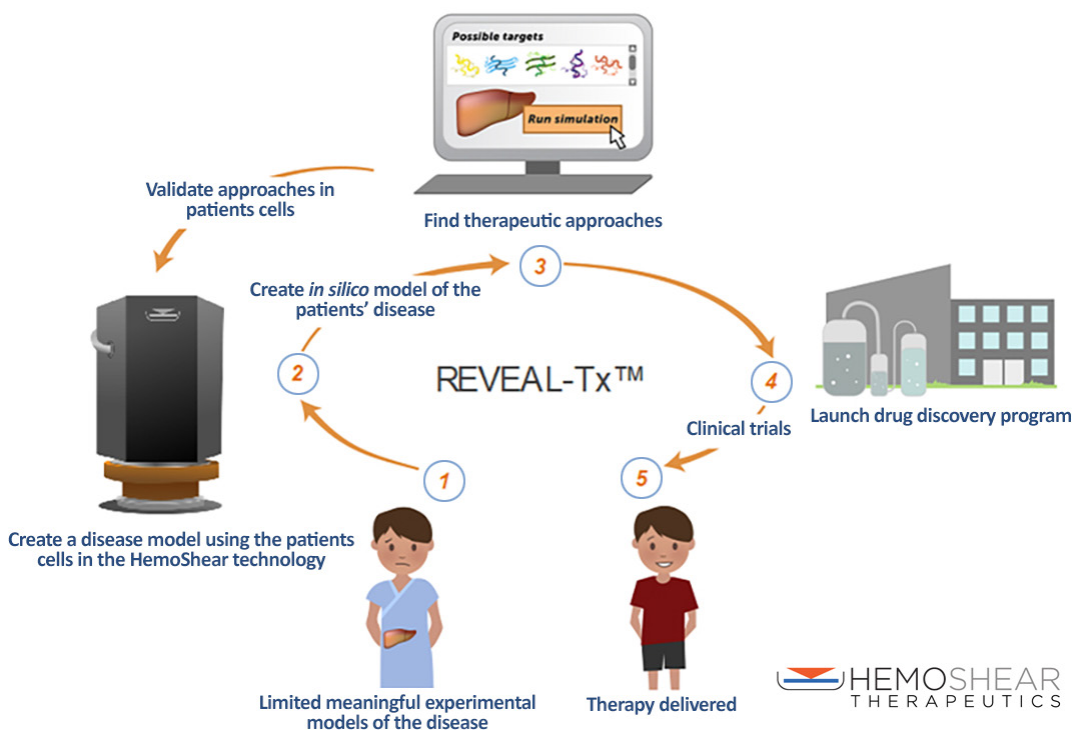 Possible targets
Run simulation
Validate approaches in
patients cells
Find therapeutic approaches
3
Create in silico model of the
patients’ disease
2
REVEAL-Tx™
4
Launch drug discovery program
Clinical trials
1
5
Create a disease model using the patients
cells in the HemoShear technology
Limited meaningful experimental
models of the disease
Therapy delivered
HEMOSHEAR
THERAPEUTICS